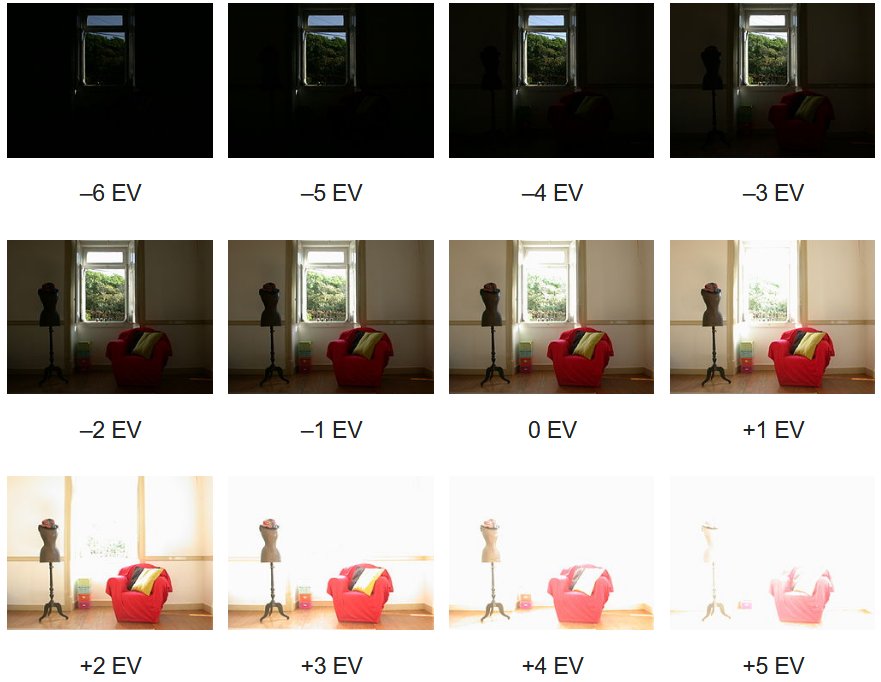 –6 EV
–5 EV
–4 EV
–3 EV
–2 EV
–1 EV
0 EV
+1 EV
+2 EV
+3 EV
+4 EV
+5 EV